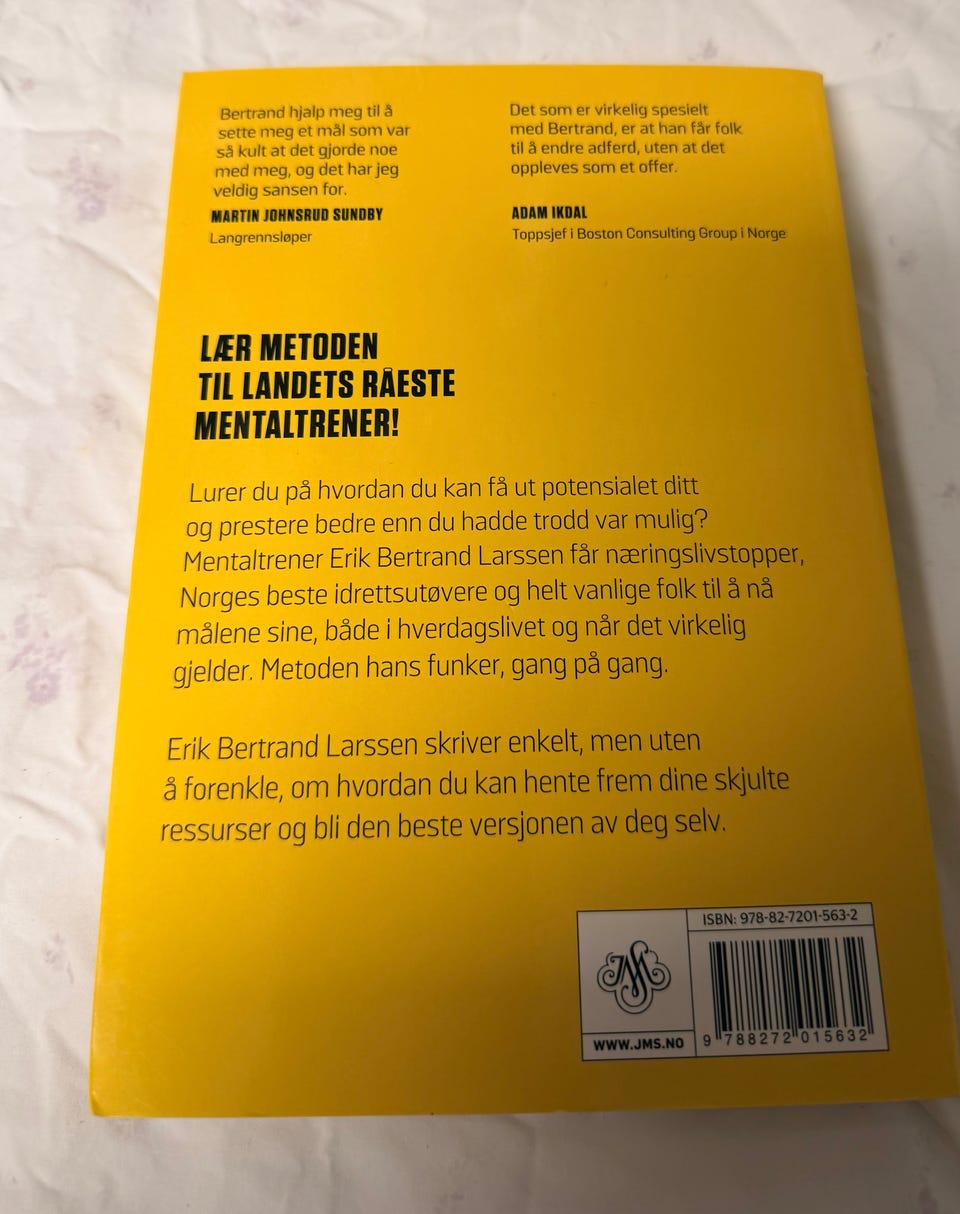 Bertrand hjalp meg til å
sette meg et mål som var
så kult at det gjorde noe
med meg, og det har jeg
veldig sansen for.
MARTIN JOHNSRUD SUNDBY
Langrennsløper
Det som er virkelig spesielt
med Bertrand, er at han får folk
til å endre adferd, uten at det
oppleves som et offer.
ADAM IKDAL
Toppsjef i Boston Consulting Group i Norge
LÆR METODEN
TIL LANDETS RÅESTE
MENTALTRENER!
Lurer du på hvordan du kan få ut potensialet ditt
og prestere bedre enn du hadde trodd var mulig?
Mentaltrener Erik Bertrand Larssen får næringslivstopper,
Norges beste idrettsutøvere og helt vanlige folk til å nå
målene sine, både i hverdagslivet og når det virkelig
gjelder. Metoden hans funker, gang på gang.
Erik Bertrand Larssen skriver enkelt, men uten
å forenkle, om hvordan du kan hente frem dine skjulte
ressurser og bli den beste versjonen av deg selv.
ISBN: 978-82-7201-563-2
JMS
WWW.JMS.NO
9 788272 015632